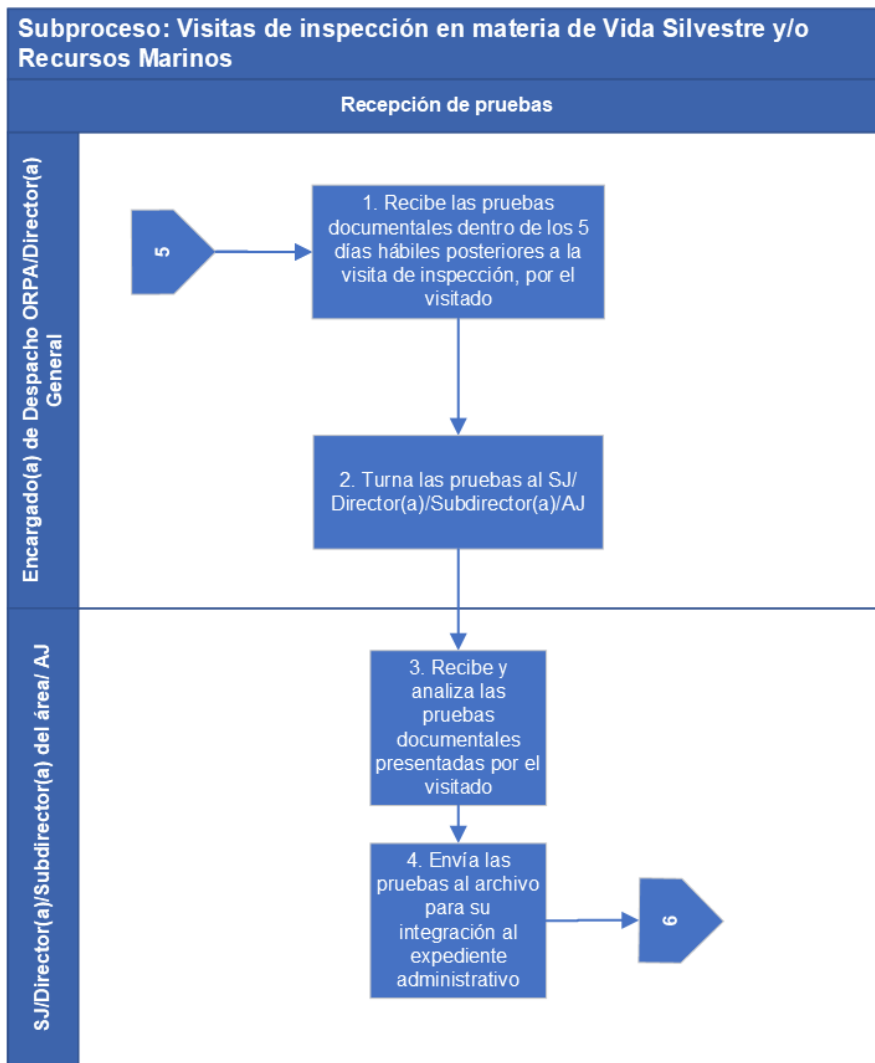 Subproceso: Visitas de inspección en materia de Vida Silvestre y/o
Recursos Marinos
Recepción de pruebas
Encargado(a) de Despacho ORPA/Director(a)
General
5
1. Recibe las pruebas
documentales dentro de los 5
días hábiles posteriores a la
visita de inspección, por el
visitado
2. Turna las pruebas al SJ/
Director(a)/Subdirector(a)/AJ
SJ/Director(a)/Subdirector(a) del área/ AJ
3. Recibe y
analiza las
pruebas
documentales
presentadas por el
visitado
4. Envía las
pruebas al archivo
para su
integración al
expediente
administrativo
6